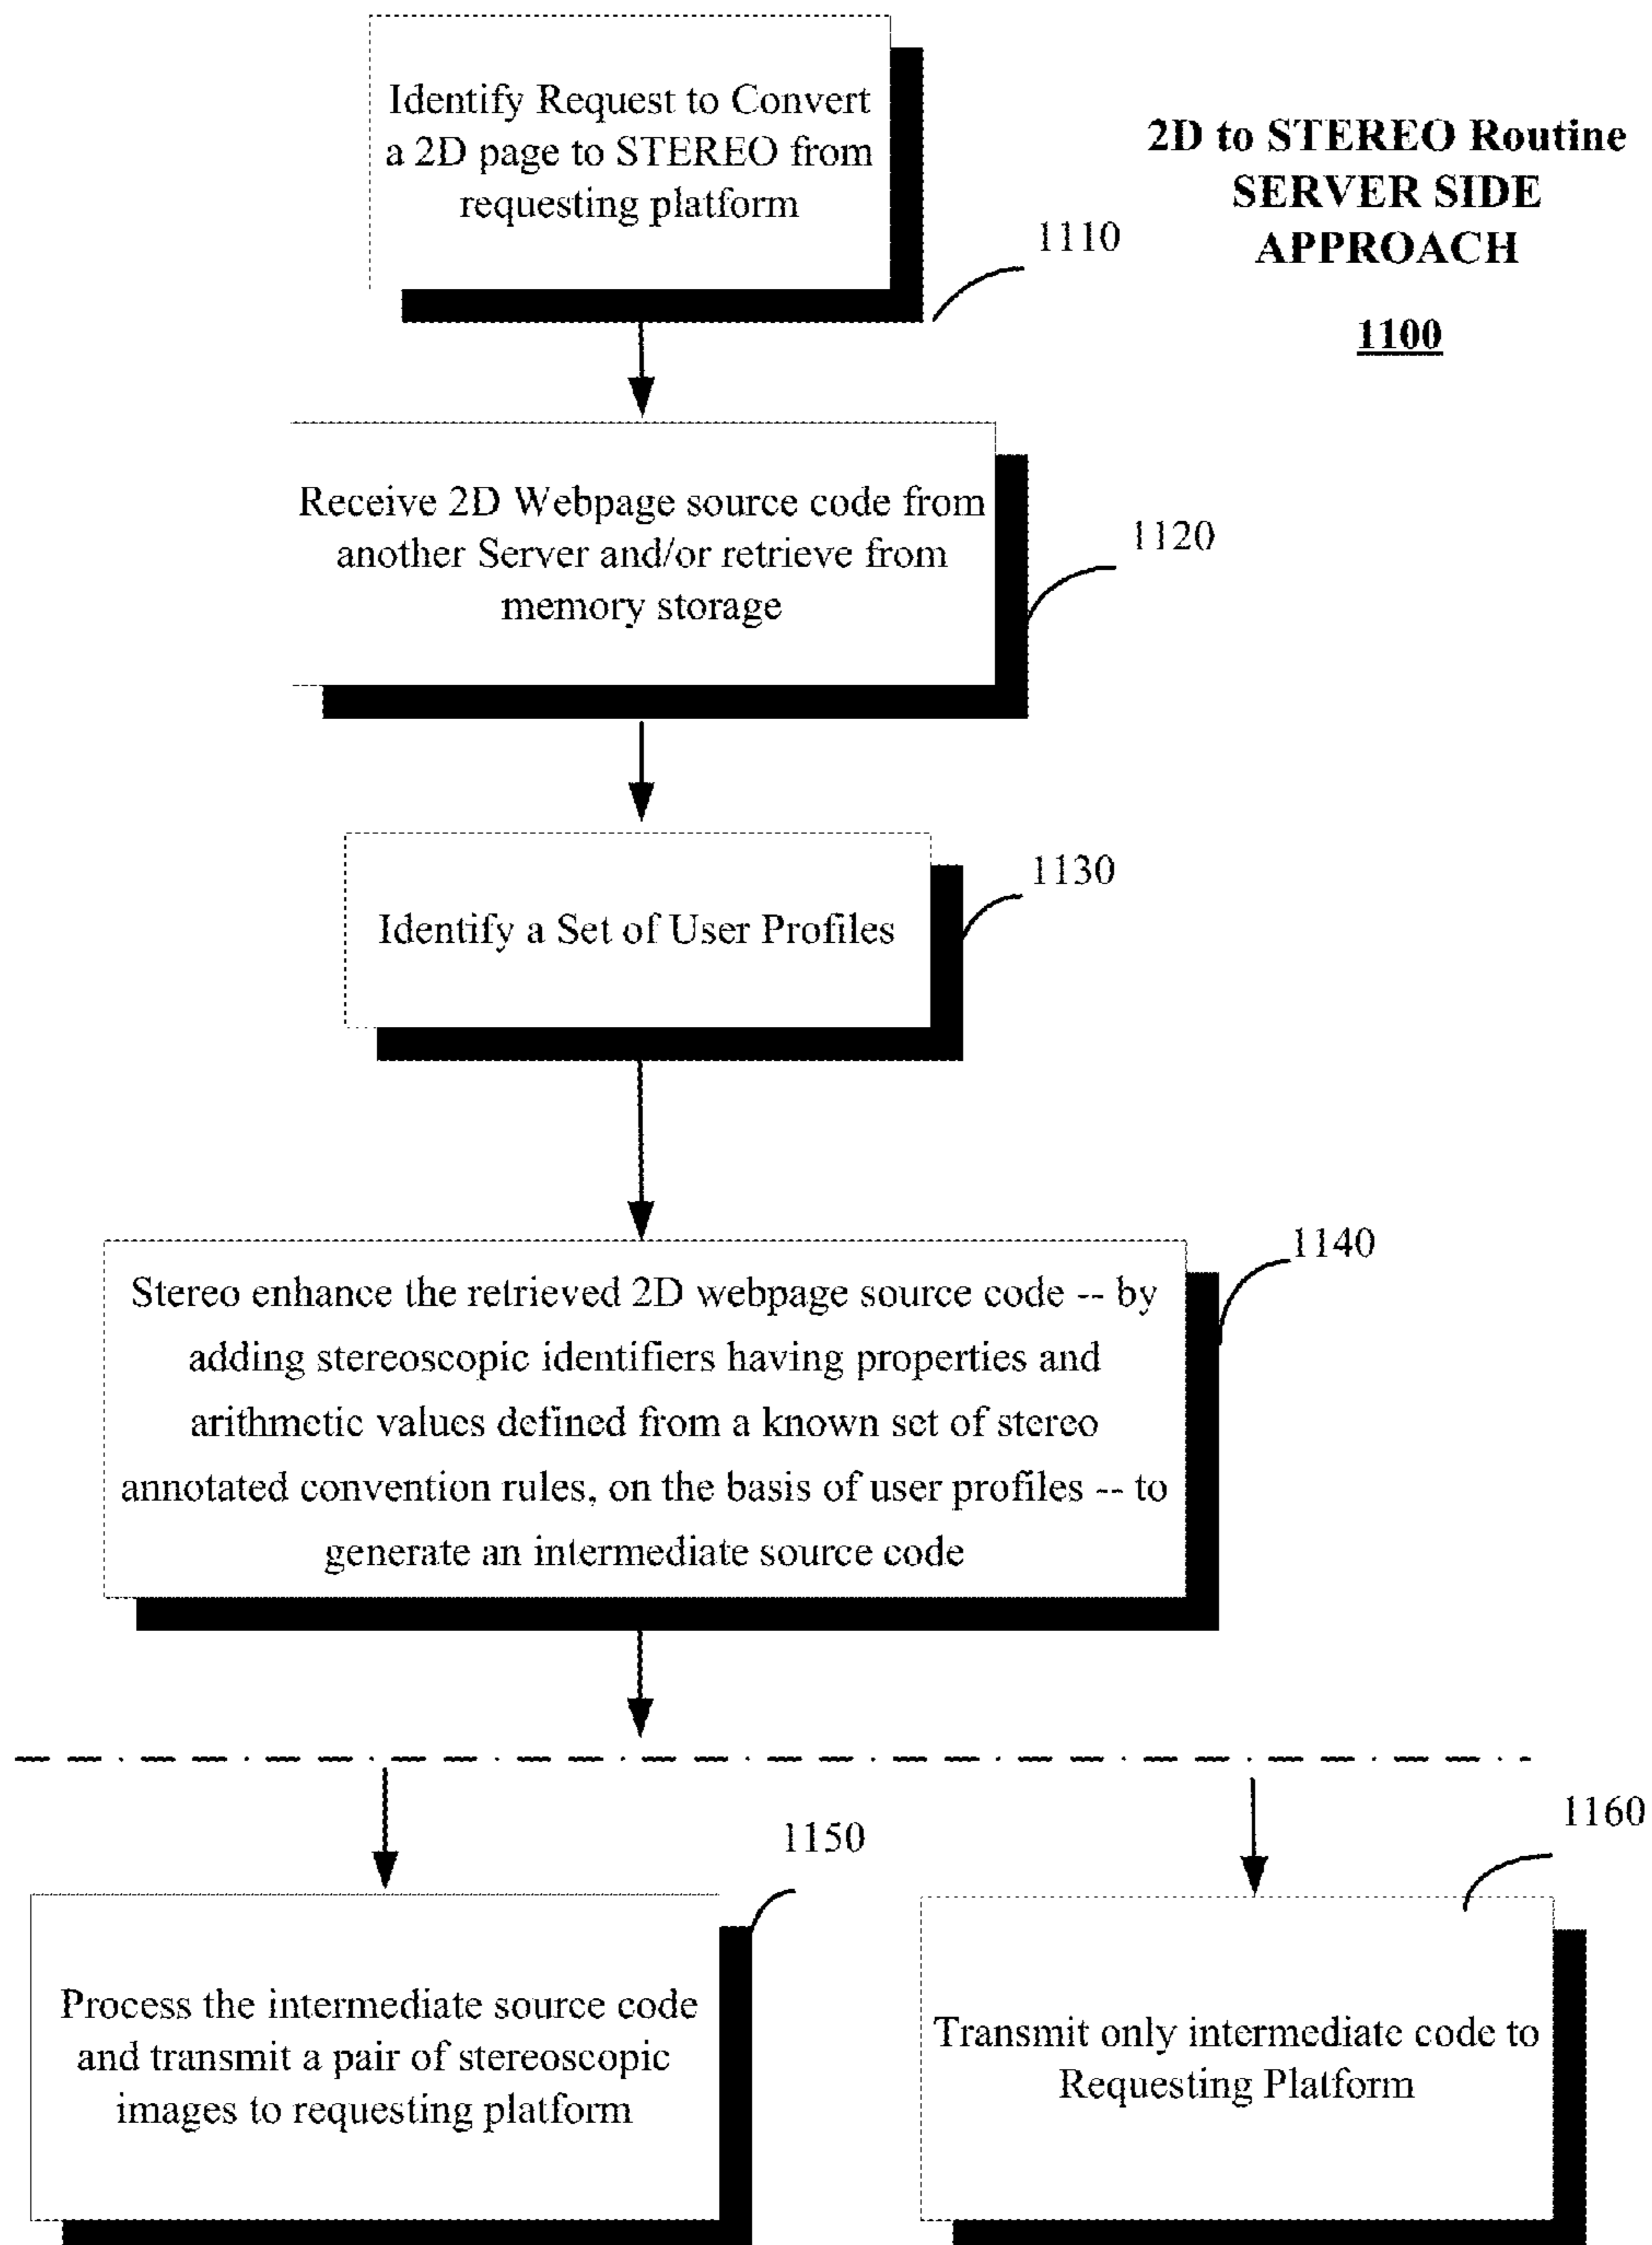 Identify Request to Convert
a 2D page to STEREO from
requesting platform
2D to STEREO Routine
SERVER SIDE
APPROACH
1100
1110
Receive 2D Webpage source code from
another Server and/or retrieve from
memory storage
1120
Identify a Set of User Profiles
1130
Stereo enhance the retrieved 2D webpage source code -- by
adding stereoscopic identifiers having properties and
arithmetic values defined from a known set of stereo
annotated convention rules, on the basis of user profiles -- to
generate an intermediate source code
1140
Process the intermediate source code
and transmit a pair of stereoscopic
images to requesting platform
1150
Transmit only intermediate code to
Requesting Platform
1160